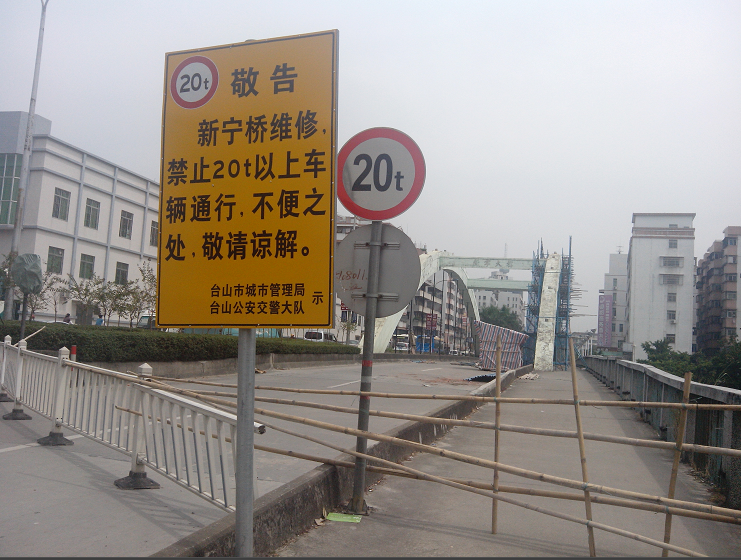 20t 敬告
新宁桥维修，
禁止20t以上车
辆通行，不便之
处，敬请谅解。
台山市城市管理局
台山公安交警大队 示
20t